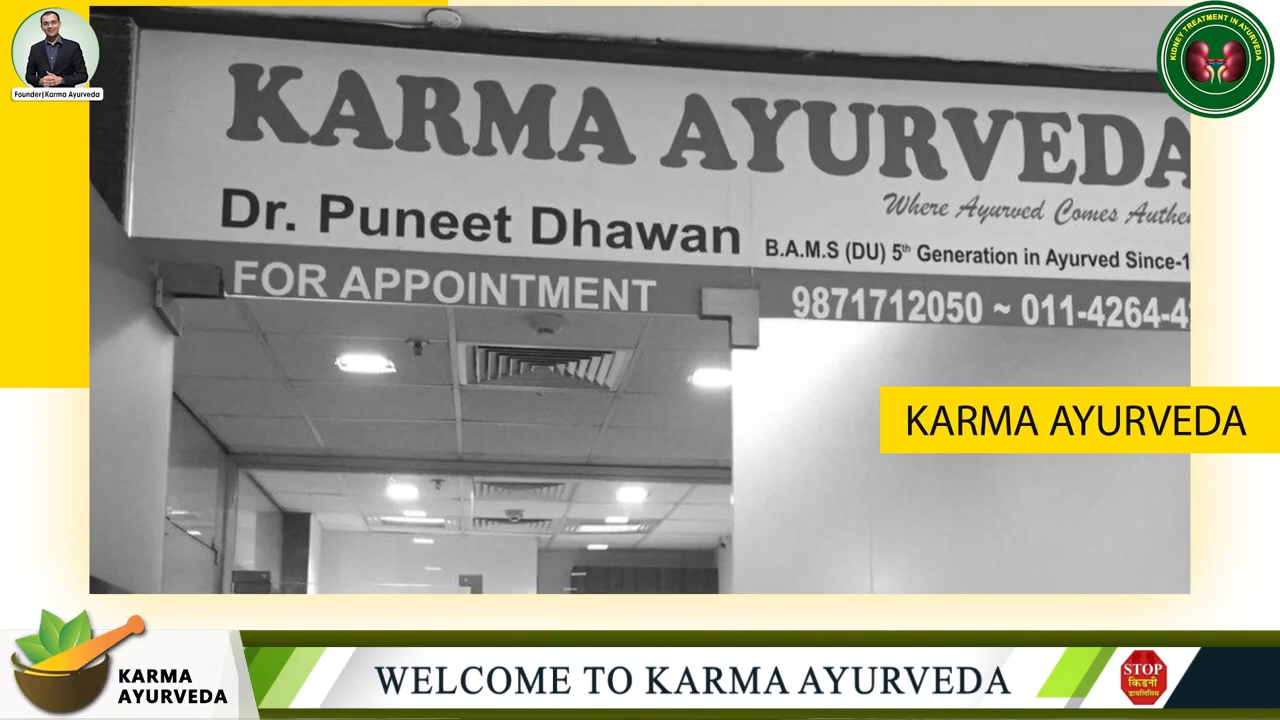 Founder|Karma Ayurveda
KIDNEY TREATMENT IN AYURVEDA
KARMA AYURVEDA
Where Ayurved Comes
Dr. Puneet Dhawan
B.A.M.S (DU) 5th Generation in Ayurved Since-1
FOR APPOINTMENT
9871712050 ~ 011-4264-4
KARMA AYURVEDA
KARMA
AYURVEDA
WELCOME TO KARMA AYURVEDA
STOP
किडनी
डायलिसिस